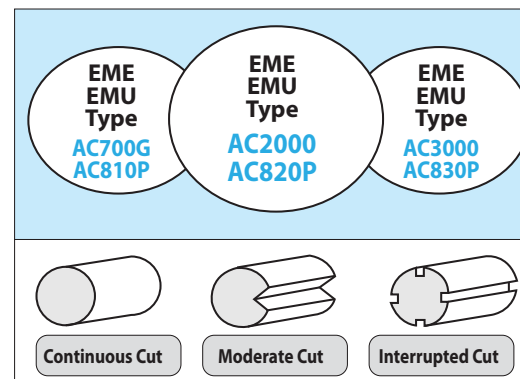 EME
EMU
Type
AC700G
AC810P
EME
EMU
Type
AC2000
AC820P
EME
EMU
Type
AC3000
AC830P
Continuous Cut
Moderate Cut
Interrupted Cut